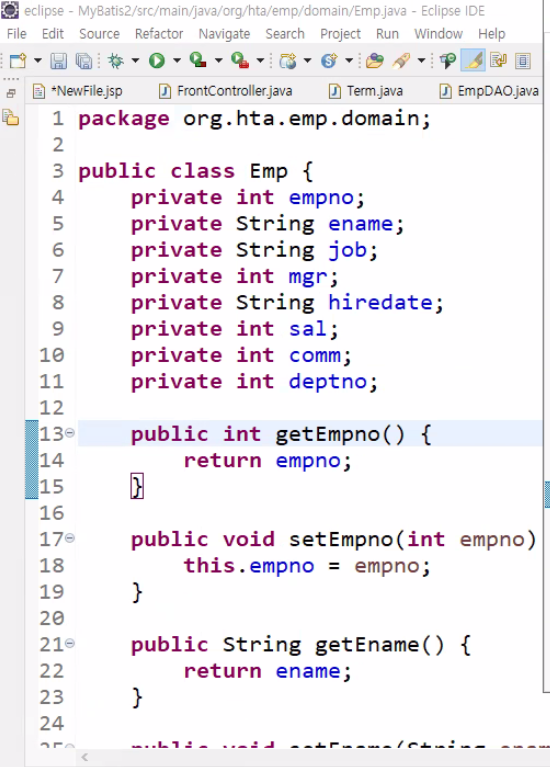 eclipse - MyBatis2/src/main/java/org/hta/emp/domain/Emp.java - Eclipse IDE
File Edit Source Refactor Navigate Search Project Run Window Help
*NewFile.jsp FrontController.java Term.java EmpDAO.java
1 package org.hta.emp.domain;
2
3 public class Emp {
4 private int empno;
5 private String ename;
6 private String job;
7 private int mgr;
8 private String hiredate;
9 private int sal;
10 private int comm;
11 private int deptno;
12
13 public int getEmpno() {
14 return empno;
15 }
16
17 public void setEmpno(int empno)
18 this.empno = empno;
19 }
20
21 public String getEname() {
22 return ename;
23 }
24
25 public void setEname(String